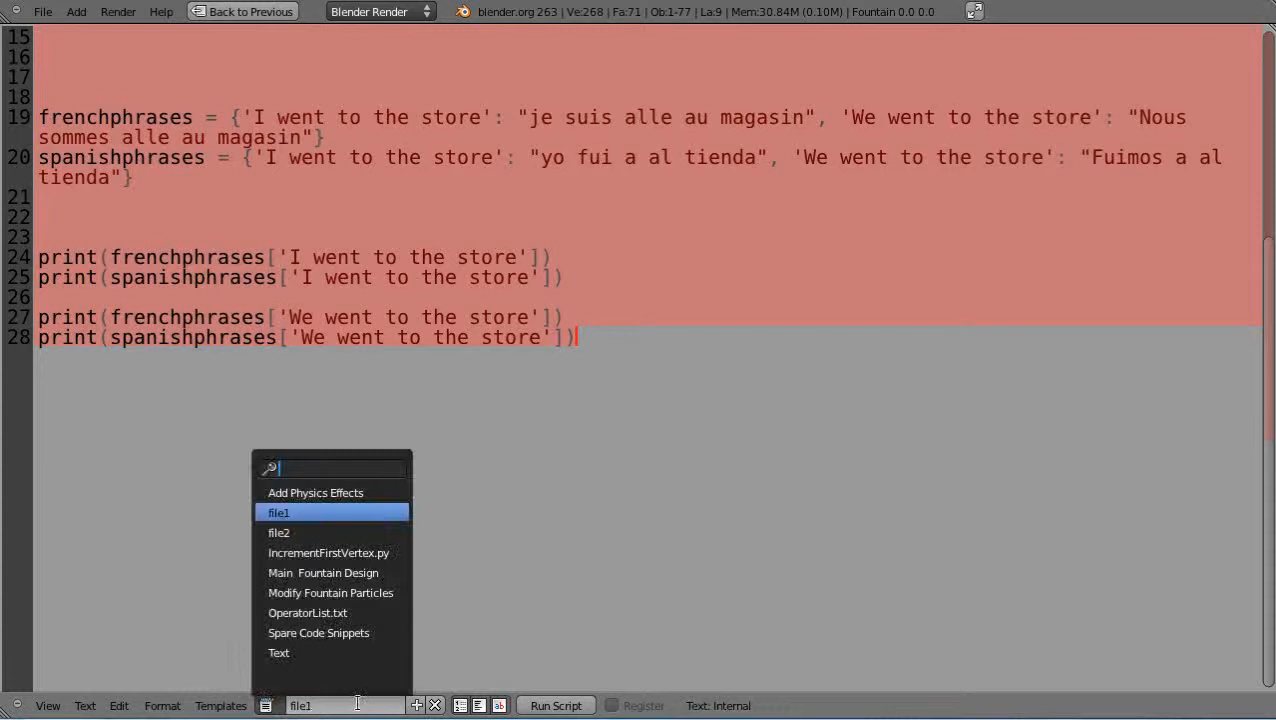 File Add Render Help Back to Previous Blender Render blender.org 263 | Ve:268 | Fa:71 | Ob:1-77 | La:9 | Mem:30.84M (0.10M) | Fountain 0.0 0.0
15
16
17
18
19 frenchphrases = {'I went to the store': "je suis alle au magasin", 'We went to the store': "Nous
sommes alle au magasin"}
20 spanishphrases = {'I went to the store': "yo fui a al tienda", 'We went to the store': "Fuimos a al
tienda"}
21
22
23
24 print(frenchphrases['I went to the store'])
25 print(spanishphrases['I went to the store'])
26
27 print(frenchphrases['We went to the store'])
28 print(spanishphrases['We went to the store'])
Add Physics Effects
file1
file2
IncrementFirstVertex.py
Main Fountain Design
Modify Fountain Particles
OperatorList.txt
Spare Code Snippets
Text
View Text Edit Format Templates file1 Run Script Register Text: Internal